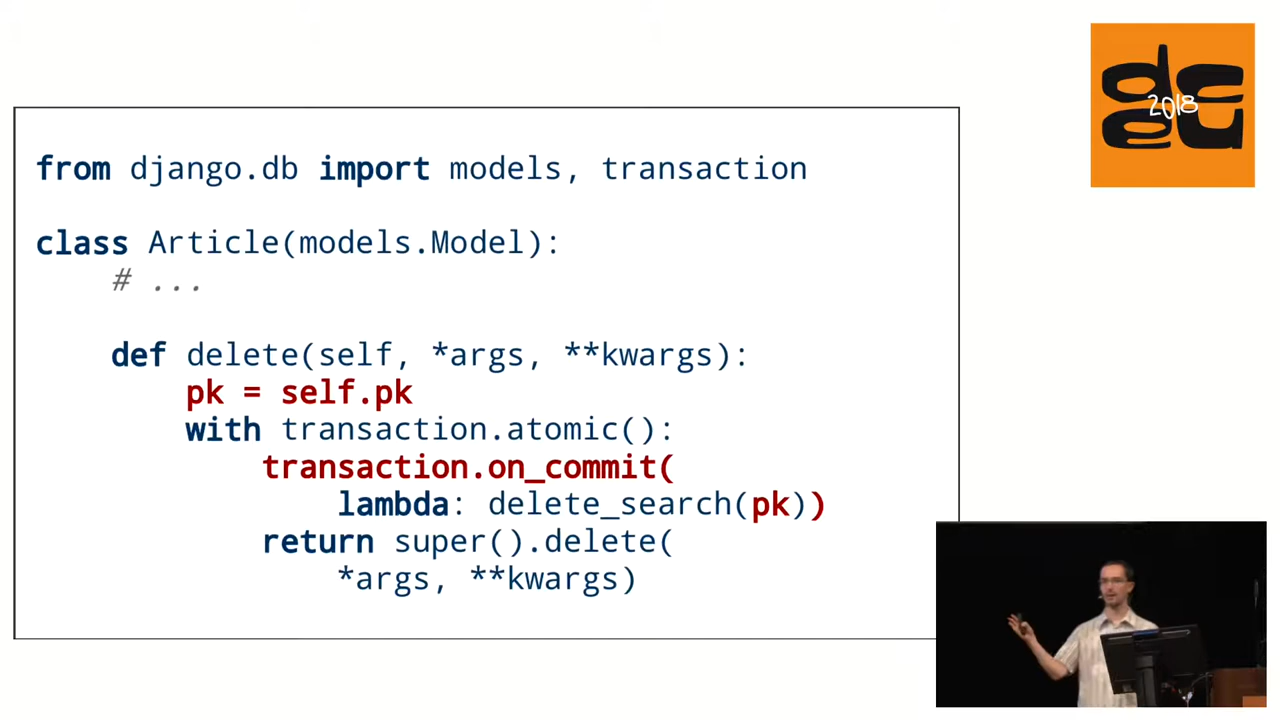 2018
from django.db import models, transaction
class Article(models.Model):
# ...
def delete(self, *args, **kwargs):
pk = self.pk
with transaction.atomic():
transaction.on_commit(
lambda: delete_search(pk))
return super().delete(
*args, **kwargs)